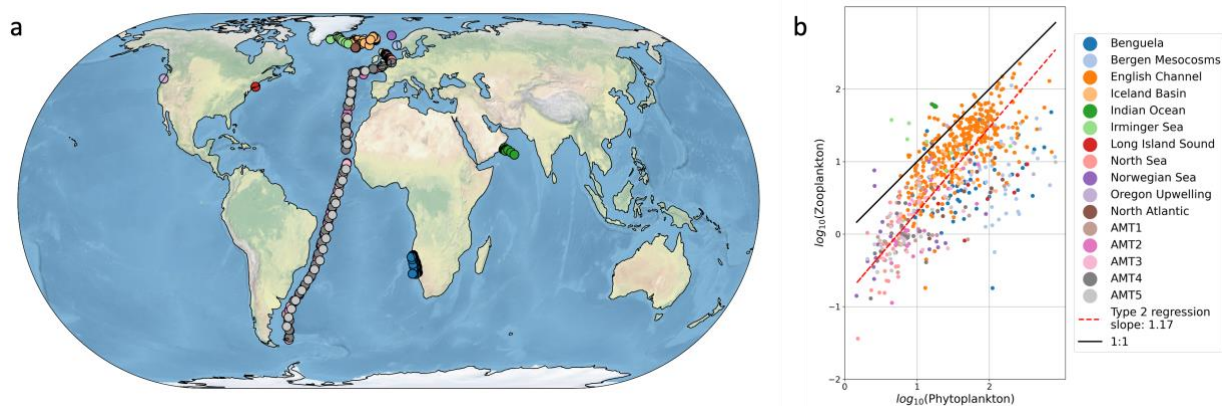 a
b
log10(Zooplankton)
2
1
0
−1
−2
0
1
2
log10(Phytoplankton)
Benguela
Bergen Mesocosms
English Channel
Iceland Basin
Indian Ocean
Irminger Sea
Long Island Sound
North Sea
Norwegian Sea
Oregon Upwelling
North Atlantic
AMT1
AMT2
AMT3
AMT4
AMT5
Type 2 regression
slope: 1.17
1:1